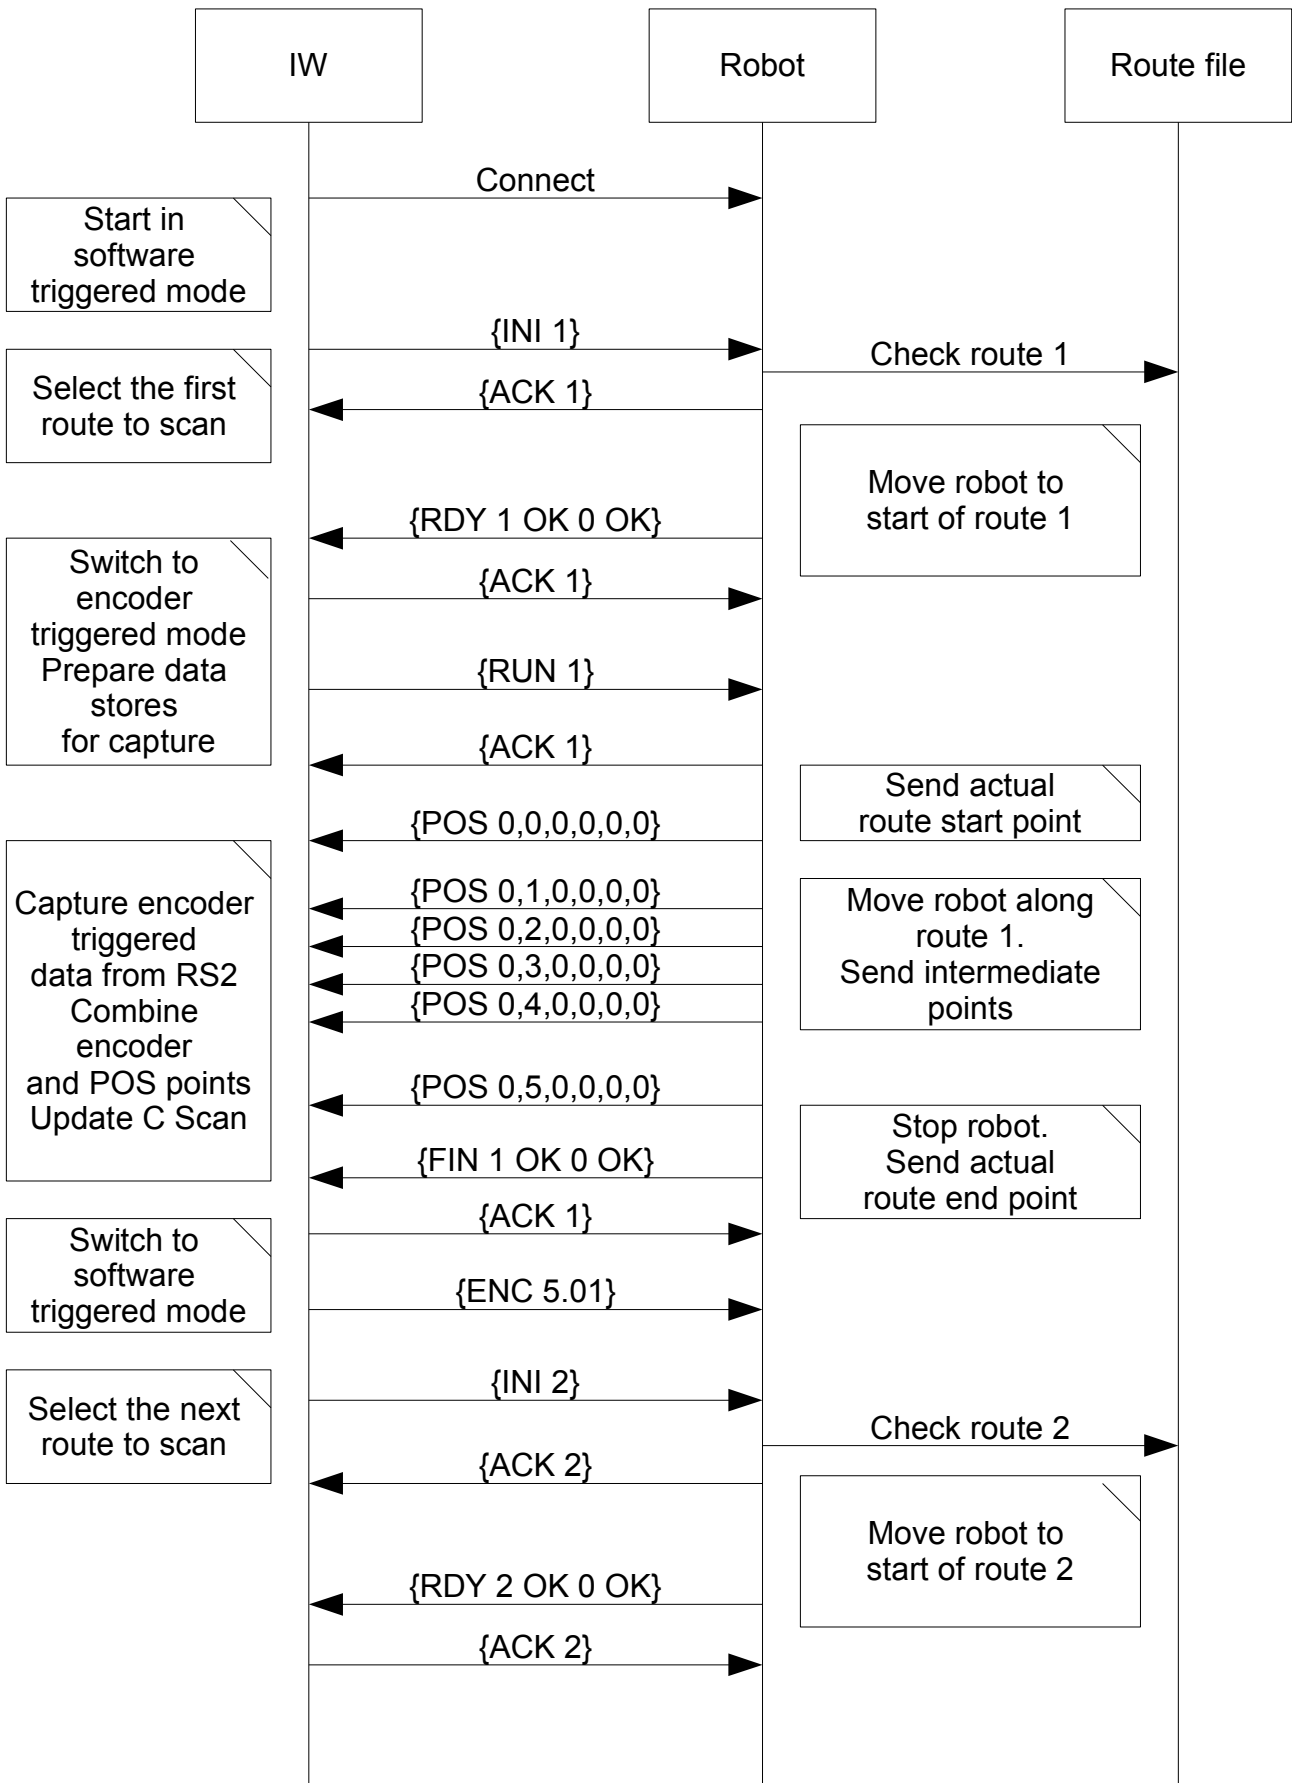 IW
Robot
Route file
Connect
Start in
software
triggered mode
{INI 1}
Check route 1
Select the first
route to scan
{ACK 1}
Move robot to
start of route 1
{RDY 1 OK 0 OK}
Switch to
encoder
triggered mode
Prepare data
stores
for capture
{ACK 1}
{RUN 1}
{ACK 1}
Send actual
route start point
{POS 0,0,0,0,0,0}
Capture encoder
triggered
data from RS2
Combine
encoder
and POS points
Update C Scan
{POS 0,1,0,0,0,0}
{POS 0,2,0,0,0,0}
{POS 0,3,0,0,0,0}
{POS 0,4,0,0,0,0}
Move robot along
route 1.
Send intermediate
points
{POS 0,5,0,0,0,0}
Stop robot.
Send actual
route end point
{FIN 1 OK 0 OK}
{ACK 1}
Switch to
software
triggered mode
{ENC 5.01}
{INI 2}
Select the next
route to scan
Check route 2
{ACK 2}
Move robot to
start of route 2
{RDY 2 OK 0 OK}
{ACK 2}